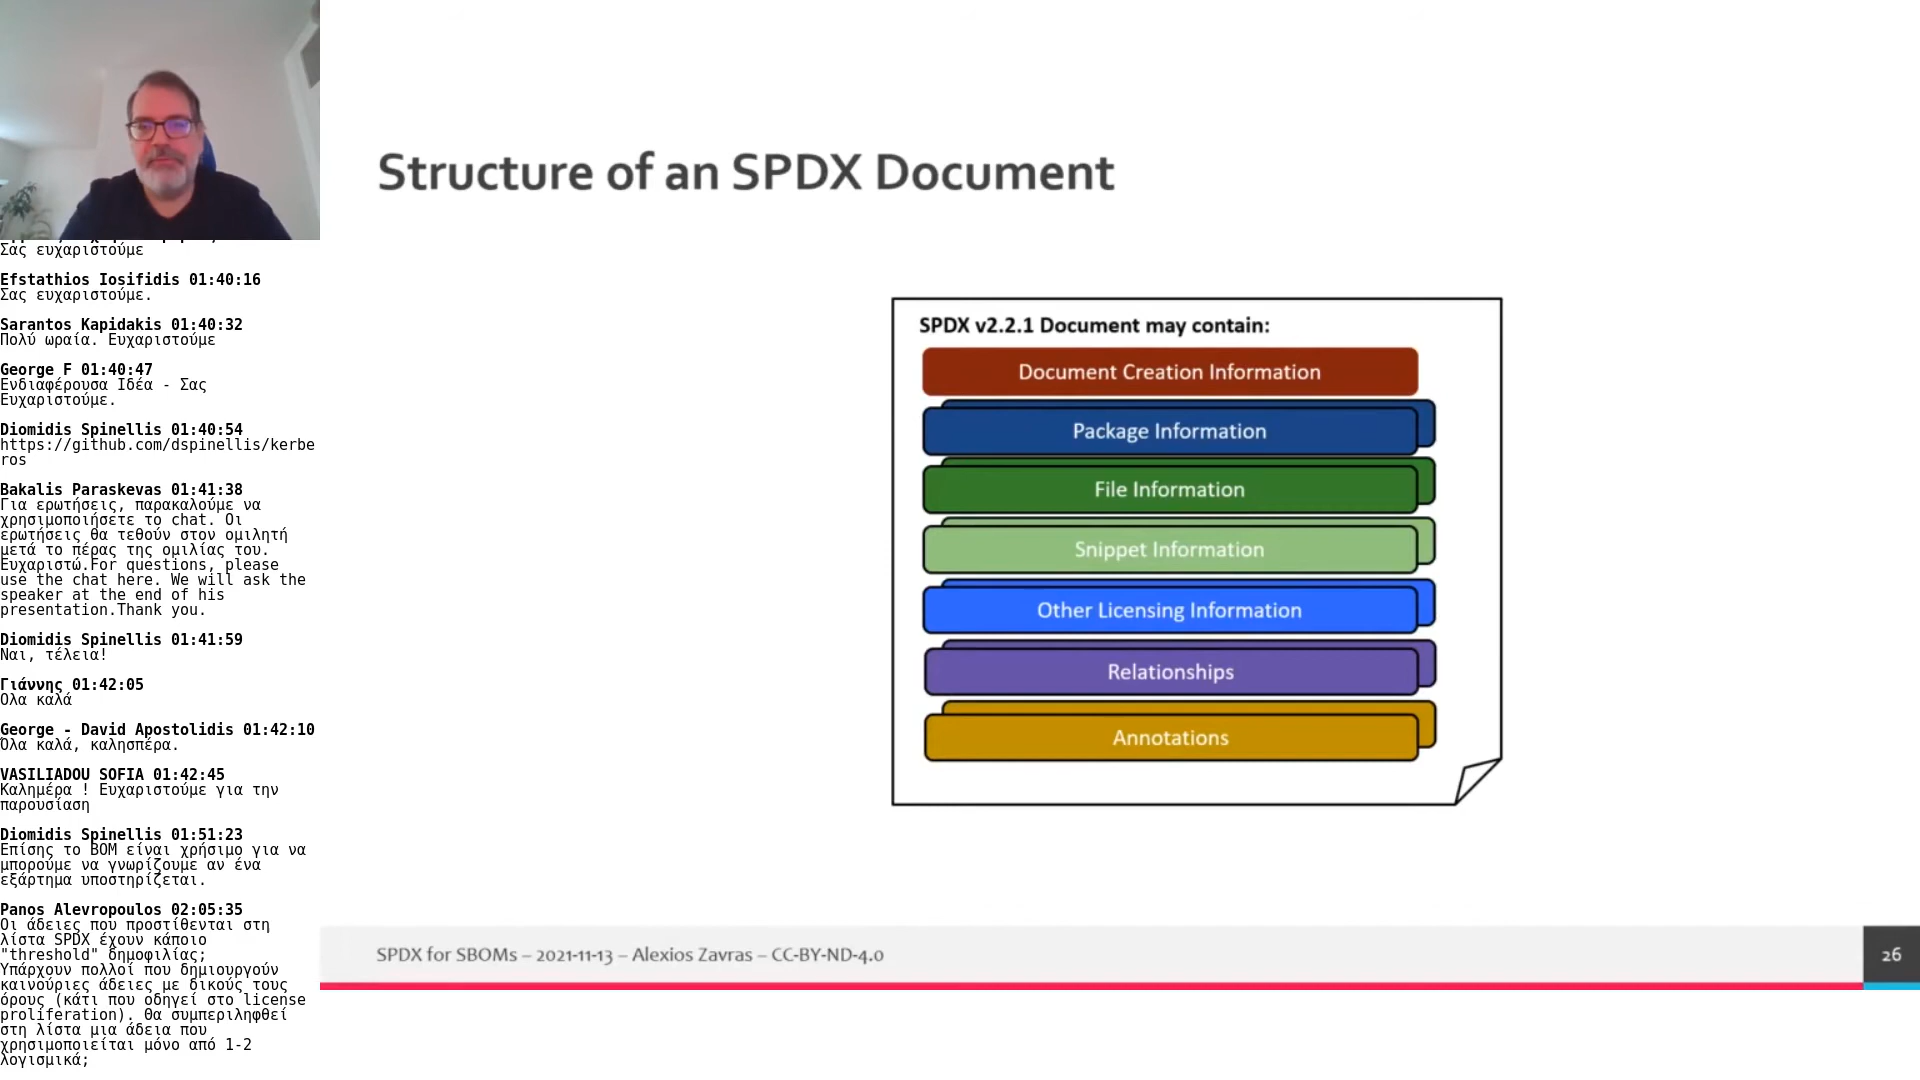 Σας ευχαριστούμε
Efstathios Iosifidis 01:40:16
Σας ευχαριστούμε.
Sarantos Kapidakis 01:40:32
Πολύ ωραία. Ευχαριστούμε
George F 01:40:47
Ενδιαφέρουσα Ιδέα - Σας
Ευχαριστούμε.
Diomidis Spinellis 01:40:54
https://github.com/dspinellis/kerbe
ros
Bakalis Paraskevas 01:41:38
Για ερωτήσεις, παρακαλούμε να
χρησιμοποιήσετε το chat. Οι
ερωτήσεις θα τεθούν στον ομιλητή
μετά το πέρας της ομιλίας του.
Ευχαριστώ.For questions, please
use the chat here. We will ask the
speaker at the end of his
presentation.Thank you.
Diomidis Spinellis 01:41:59
Ναι, τέλεια!
Γιάννης 01:42:05
Ολα καλά
George - David Apostolidis 01:42:10
Όλα καλά, καλησπέρα.
VASILIADOU SOFIA 01:42:45
Καλημέρα ! Ευχαριστούμε για την
παρουσίαση
Diomidis Spinellis 01:51:23
Επίσης το BOM είναι χρήσιμο για να
μπορούμε να γνωρίζουμε αν ένα
εξάρτημα υποστηρίζεται.
Panos Alevropoulos 02:05:35
Οι άδειες που προστίθενται στη
λίστα SPDX έχουν κάποιο
"threshold" δημοφιλίας;
Υπάρχουν πολλοί που δημιουργούν
καινούριες άδειες με δικούς τους
όρους (κάτι που οδηγεί στο license
proliferation). Θα συμπεριληφθεί
στη λίστα μια άδεια που
χρησιμοποιείται μόνο από 1-2
λογισμικά;
Structure of an SPDX Document
SPDX v2.2.1 Document may contain:
Document Creation Information
Package Information
File Information
Snippet Information
Other Licensing Information
Relationships
Annotations
SPDX for SBOMs – 2021-11-13 – Alexios Zavras – CC-BY-ND-4.0
26